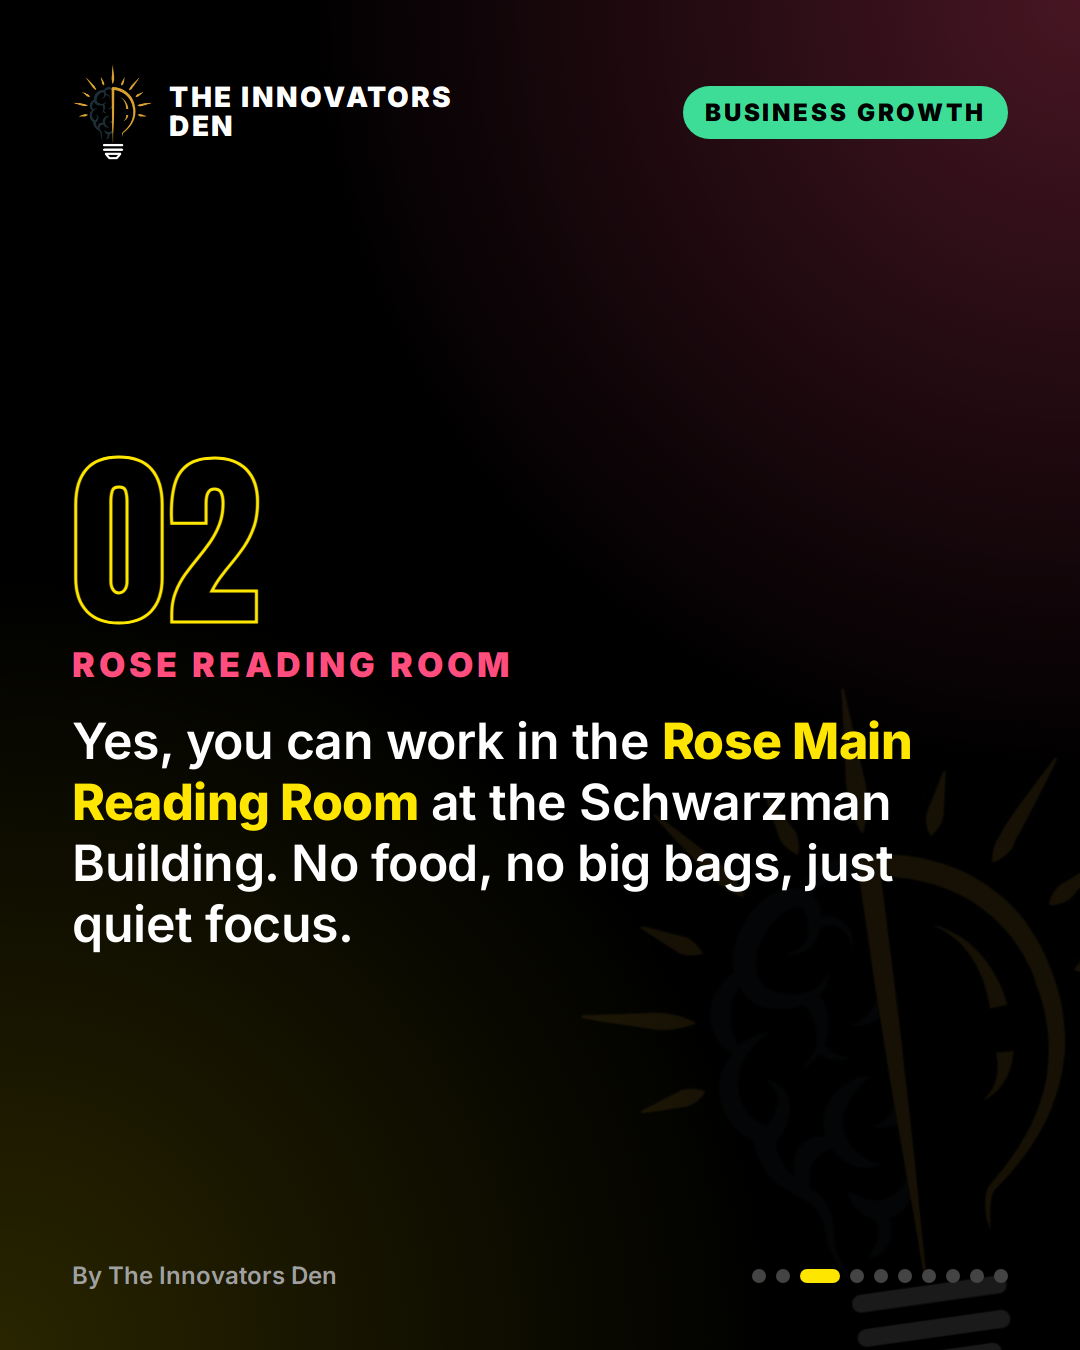 THE INNOVATORS
DEN
BUSINESS GROWTH
02
ROSE READING ROOM
Yes, you can work in the Rose Main
Reading Room at the Schwarzman
Building. No food, no big bags, just
quiet focus.
By The Innovators Den